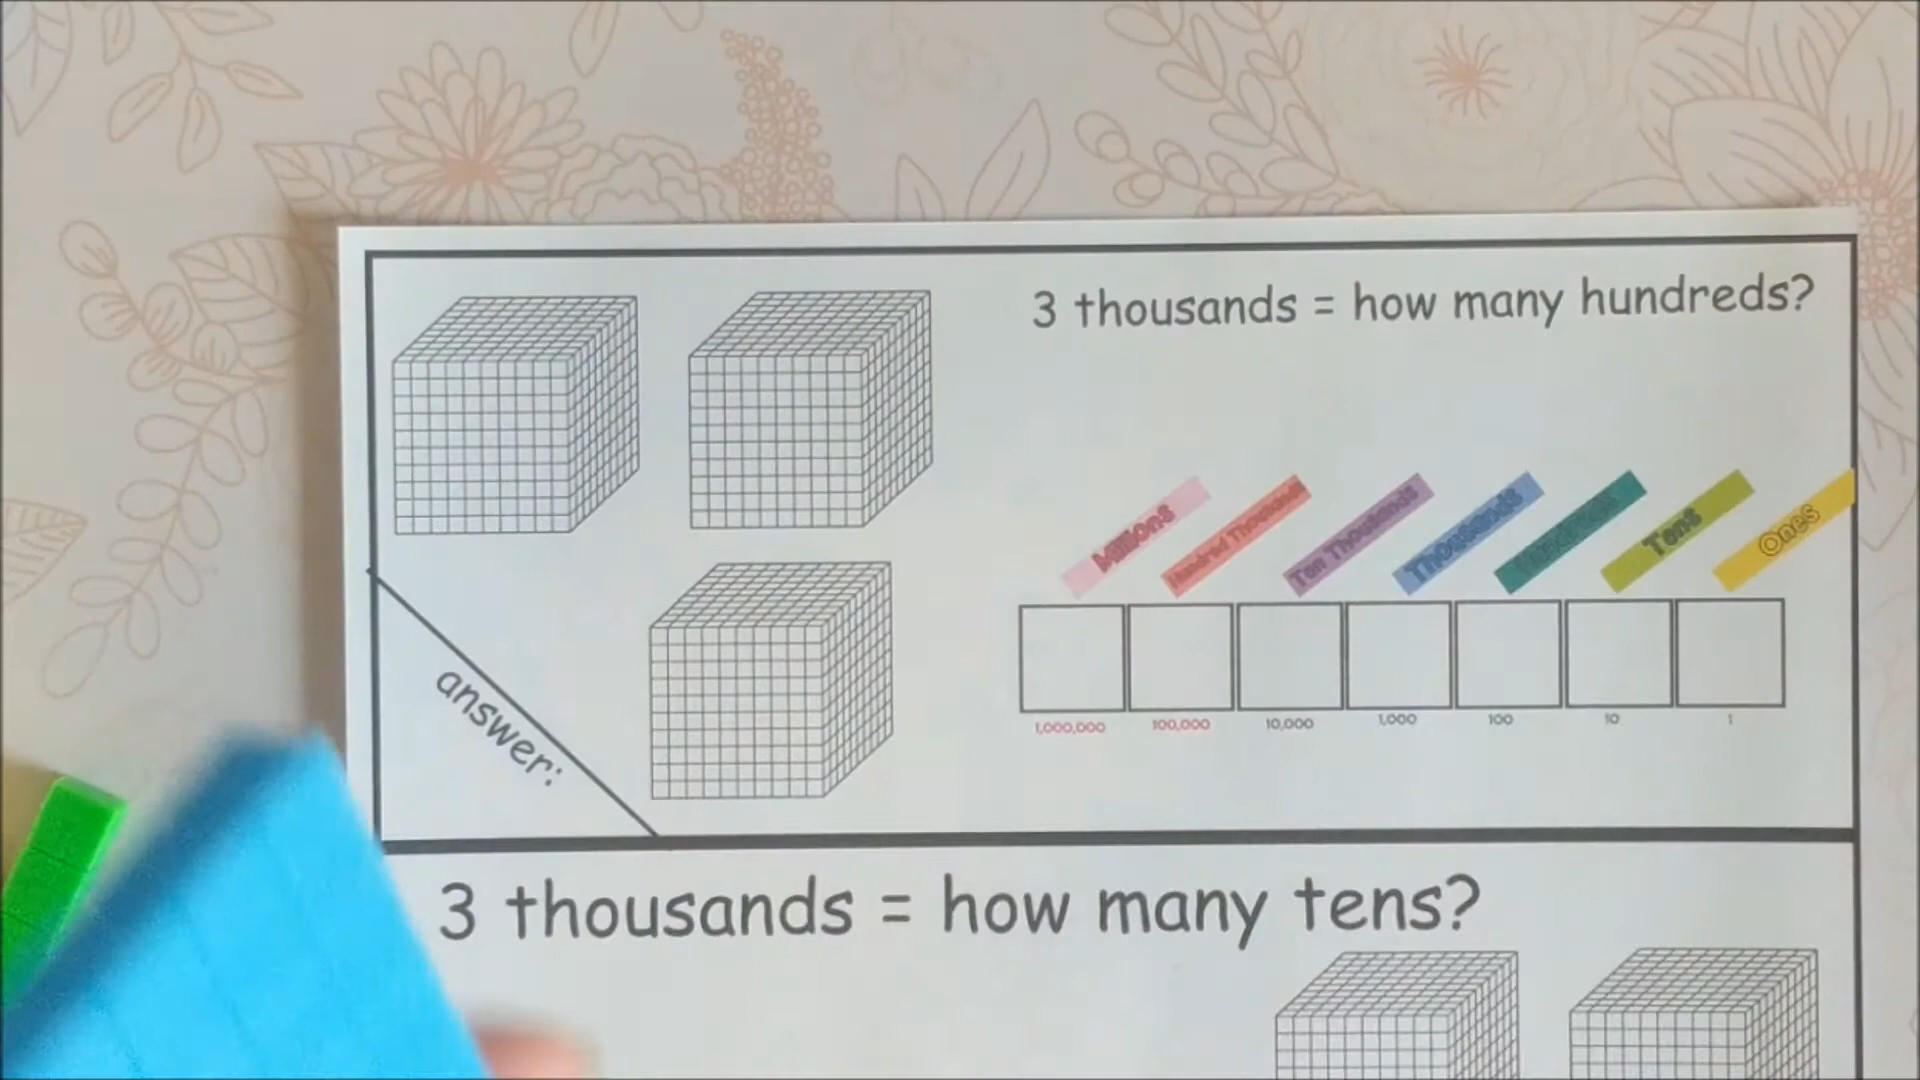 3 thousands = how many hundreds?
Millions
Hundred Thousands
Ten Thousands
Thousands
Tens
Ones
1,000,000
100,000
10,000
1,000
100
10
1
answer:
3 thousands = how many tens?